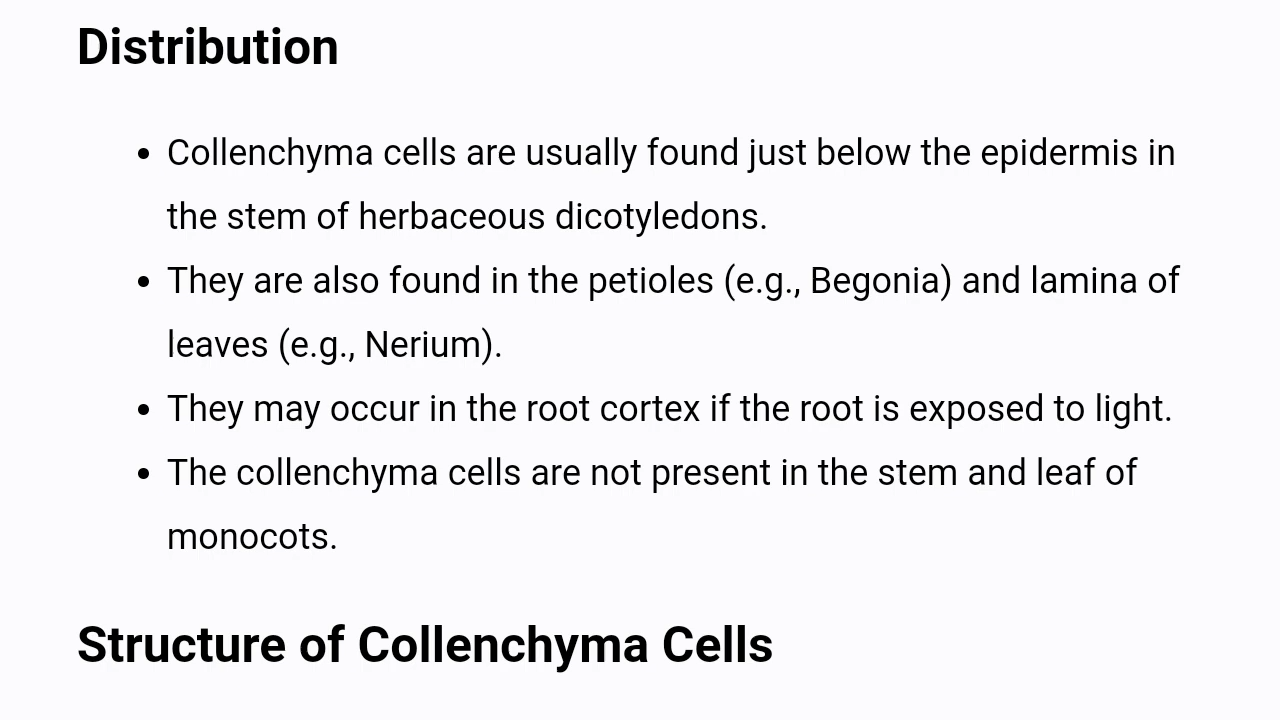 Distribution
• Collenchyma cells are usually found just below the epidermis in
the stem of herbaceous dicotyledons.
• They are also found in the petioles (e.g., Begonia) and lamina of
leaves (e.g., Nerium).
• They may occur in the root cortex if the root is exposed to light.
• The collenchyma cells are not present in the stem and leaf of
monocots.
Structure of Collenchyma Cells